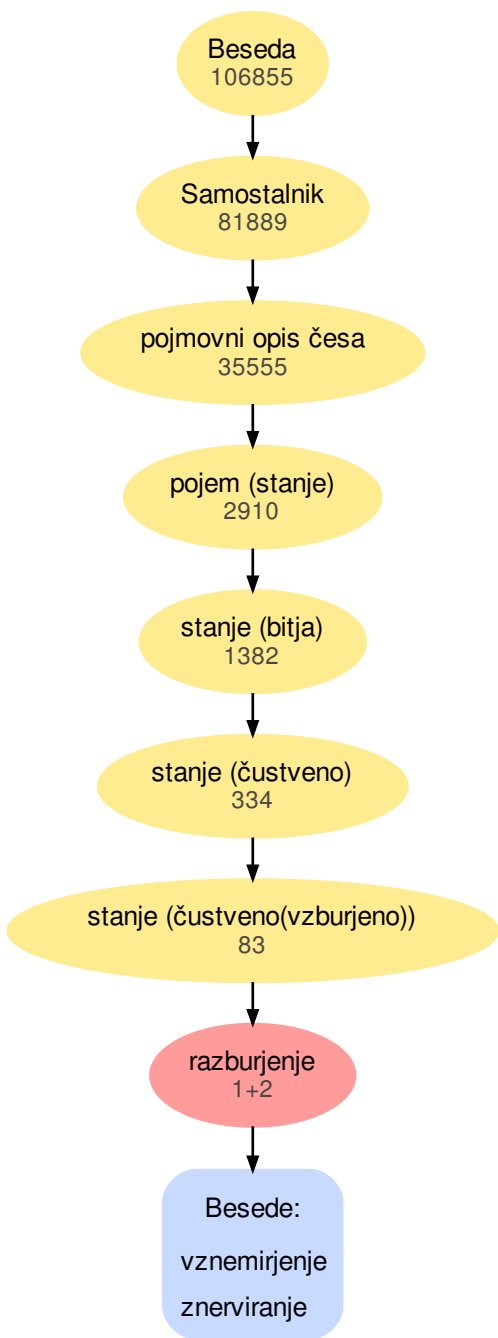 Beseda
106855
Samostalnik
81889
pojmovni opis česa
35555
pojem (stanje)
2910
stanje (bitja)
1382
stanje (čustveno)
334
stanje (čustveno(vzburjeno))
83
razburjenje
1+2
Besede:
vznemirjenje
znerviranje